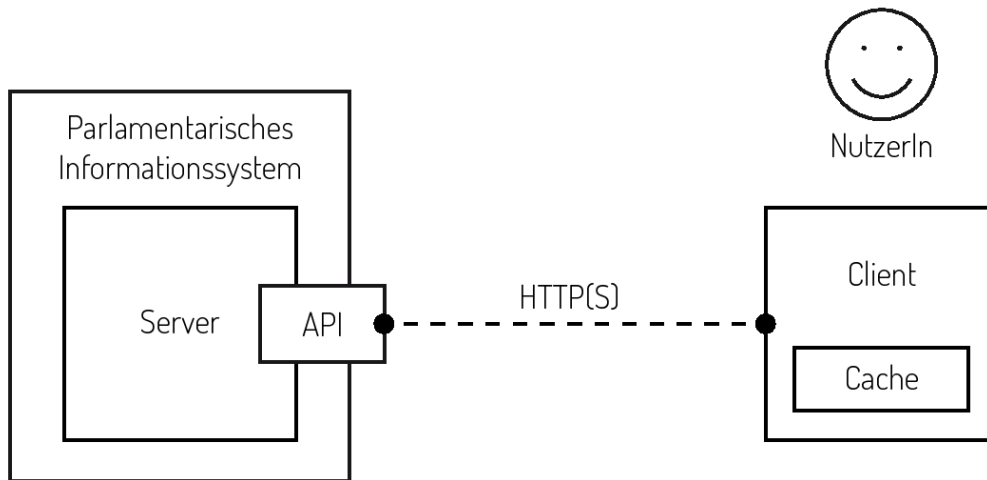 Parlamentarisches
Informationssystem
NutzerIn
Server
API
HTTP(S)
Client
Cache